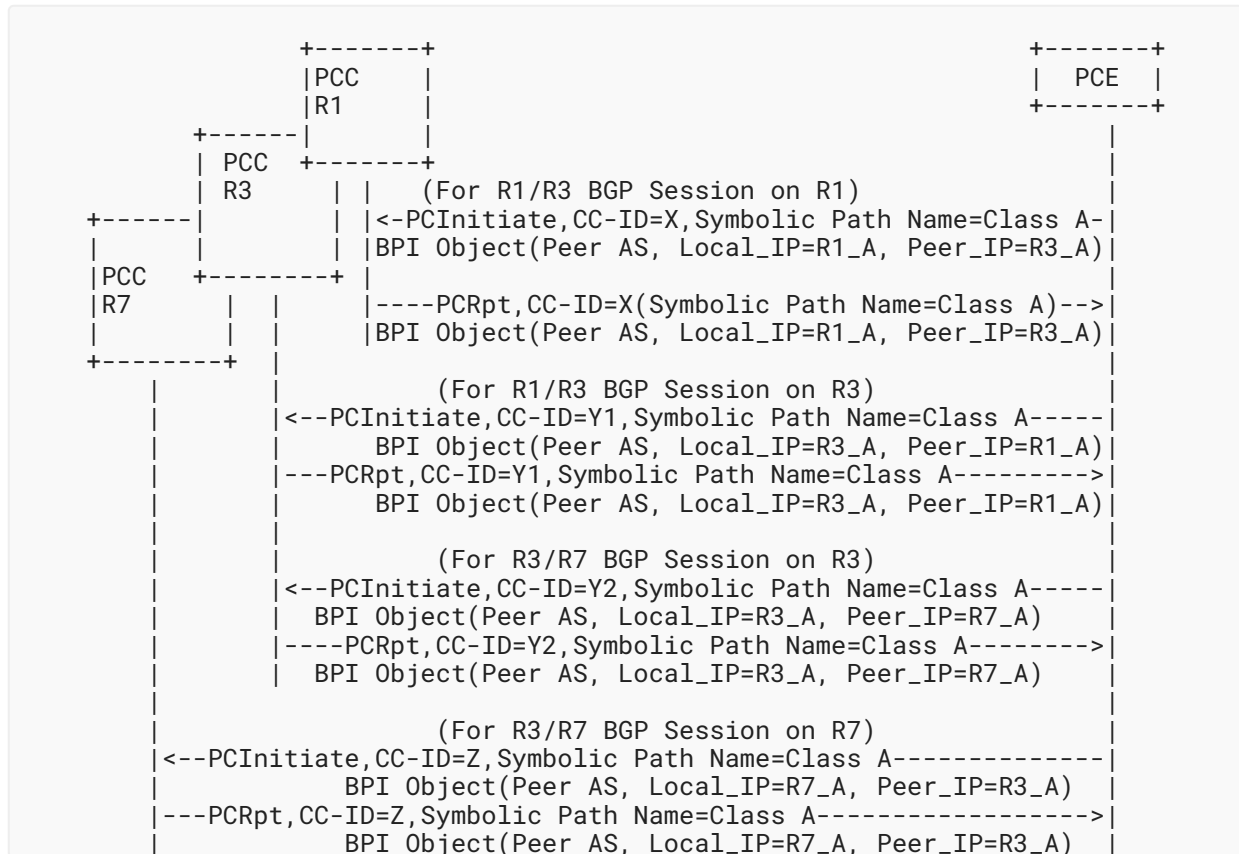 +-------+                                       +-------+
                |PCC    |                                       |  PCE  |
                |R1     |                                       +-------+
         +------|       |                                            |
         | PCC  +-------+                                            |
         | R3      | |   (For R1/R3 BGP Session on R1)               |
  +------|         | |<-PCInitiate,CC-ID=X,Symbolic Path Name=Class A-|
  |      |         | |BPI Object(Peer AS, Local_IP=R1_A, Peer_IP=R3_A)|
  |PCC   +--------+ |                                                |
  |R7      |  |     |----PCRpt,CC-ID=X(Symbolic Path Name=Class A)-->|
  |        |  |     |BPI Object(Peer AS, Local_IP=R1_A, Peer_IP=R3_A)|
  +--------+  |                                                      |
      |       |          (For R1/R3 BGP Session on R3)               |
      |       |<--PCInitiate,CC-ID=Y1,Symbolic Path Name=Class A-----|
      |       |      BPI Object(Peer AS, Local_IP=R3_A, Peer_IP=R1_A)|
      |       |---PCRpt,CC-ID=Y1,Symbolic Path Name=Class A--------->|
      |       |      BPI Object(Peer AS, Local_IP=R3_A, Peer_IP=R1_A)|
      |       |                                                      |
      |       |          (For R3/R7 BGP Session on R3)               |
      |       |<--PCInitiate,CC-ID=Y2,Symbolic Path Name=Class A-----|
      |       |  BPI Object(Peer AS, Local_IP=R3_A, Peer_IP=R7_A)    |
      |       |----PCRpt,CC-ID=Y2,Symbolic Path Name=Class A-------->|
      |       |  BPI Object(Peer AS, Local_IP=R3_A, Peer_IP=R7_A)    |
      |                                                              |
      |                  (For R3/R7 BGP Session on R7)               |
      |<--PCInitiate,CC-ID=Z,Symbolic Path Name=Class A--------------|
      |            BPI Object(Peer AS, Local_IP=R7_A, Peer_IP=R3_A)  |
      |---PCRpt,CC-ID=Z,Symbolic Path Name=Class A------------------>|
      |            BPI Object(Peer AS, Local_IP=R7_A, Peer_IP=R3_A)  |